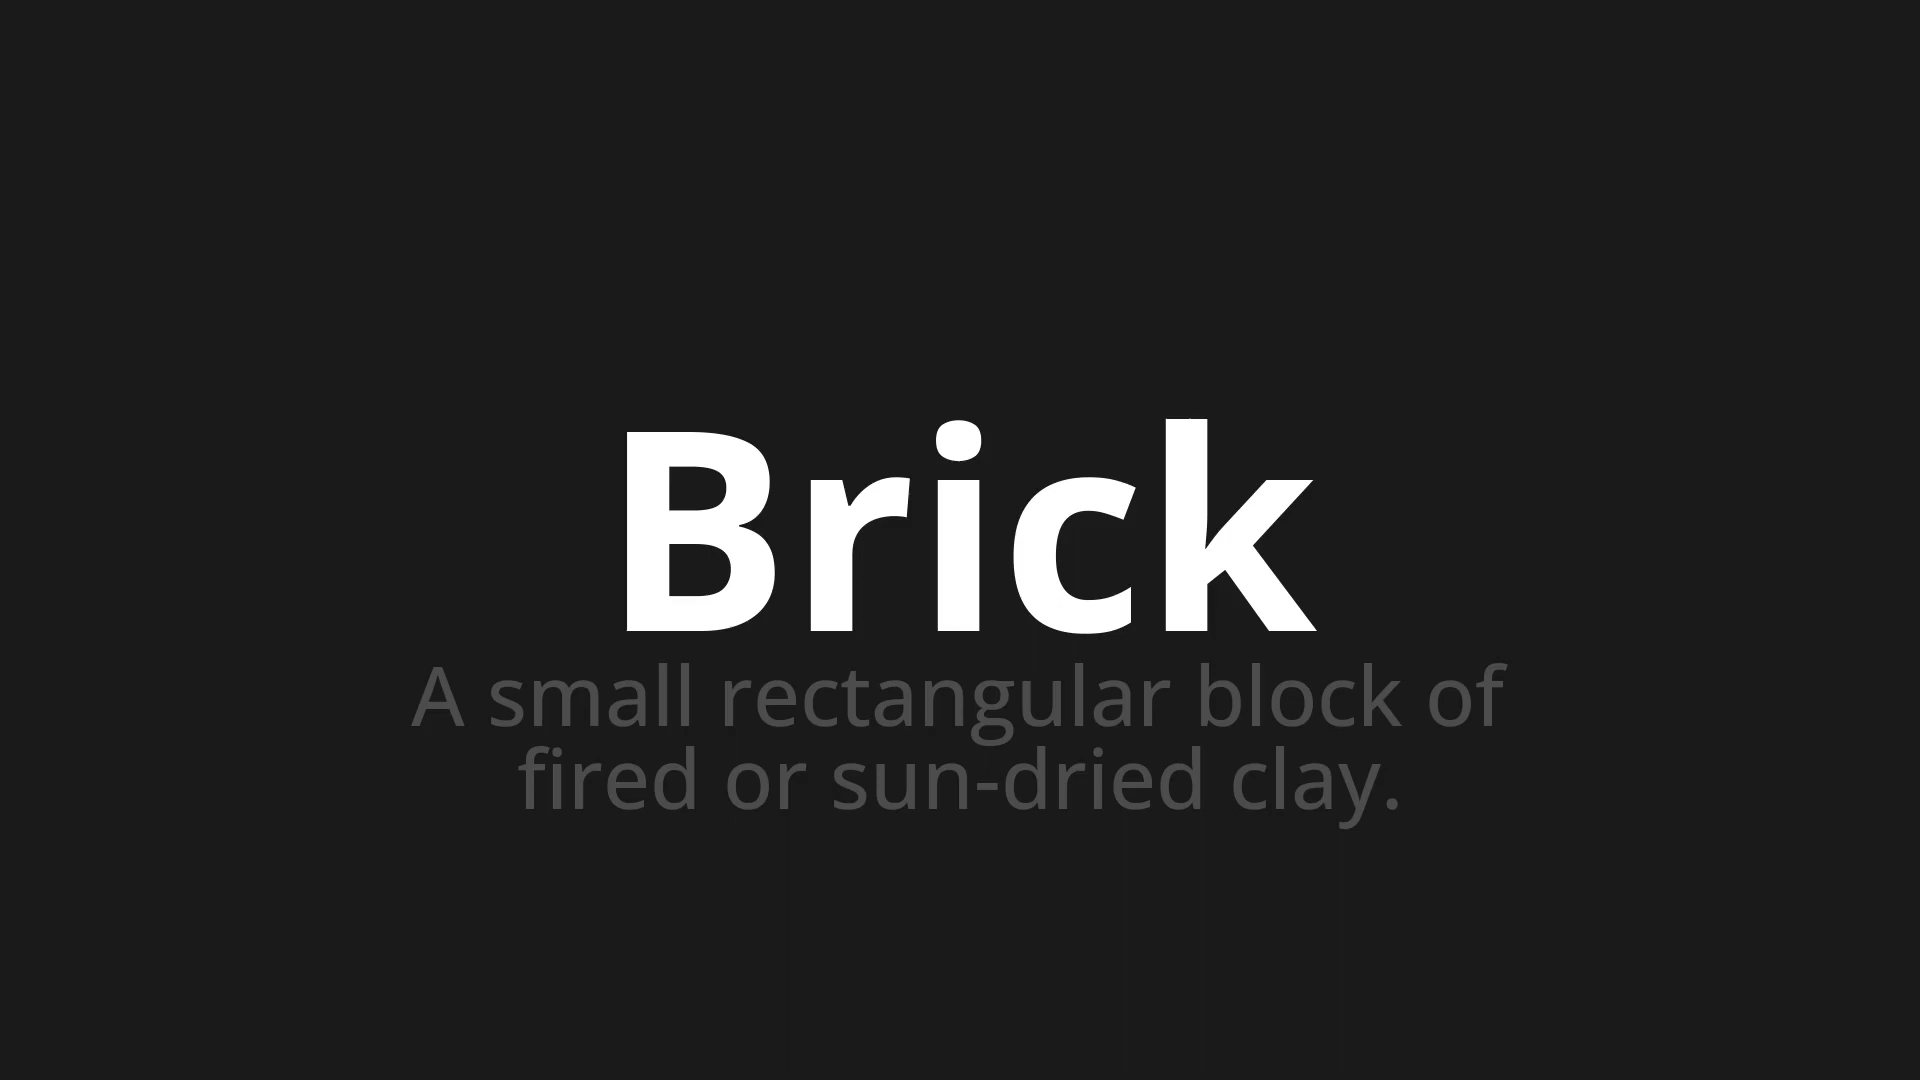 Brick
A small rectangular block of
fired or sun-dried clay.